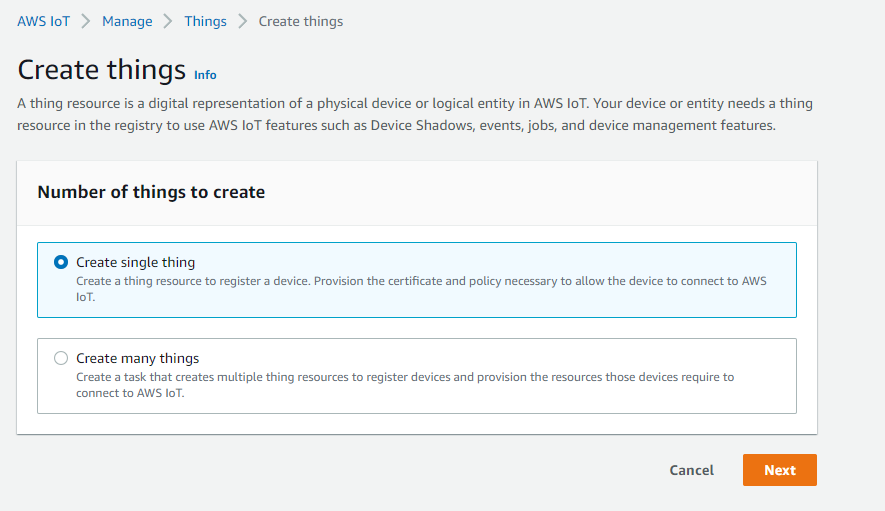 AWS IoT > Manage > Things > Create things
Create things Info
A thing resource is a digital representation of a physical device or logical entity in AWS IoT. Your device or entity needs a thing
resource in the registry to use AWS IoT features such as Device Shadows, events, jobs, and device management features.
Number of things to create
Create single thing
Create a thing resource to register a device. Provision the certificate and policy necessary to allow the device to connect to AWS
IoT.
Create many things
Create a task that creates multiple thing resources to register devices and provision the resources those devices require to
connect to AWS IoT.
Cancel Next